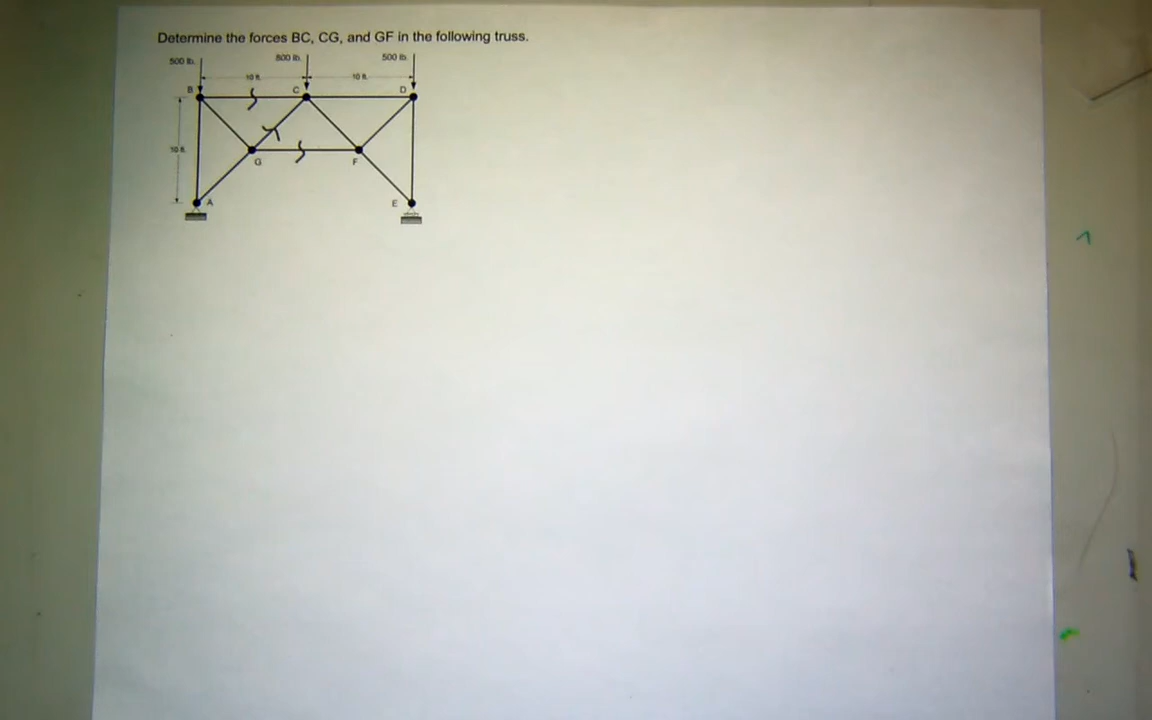 Determine the forces BC, CG, and GF in the following truss.
500 lb. 800 lb. 500 lb.
10 ft. 10 ft.
B C D
10 ft.
G F
A E